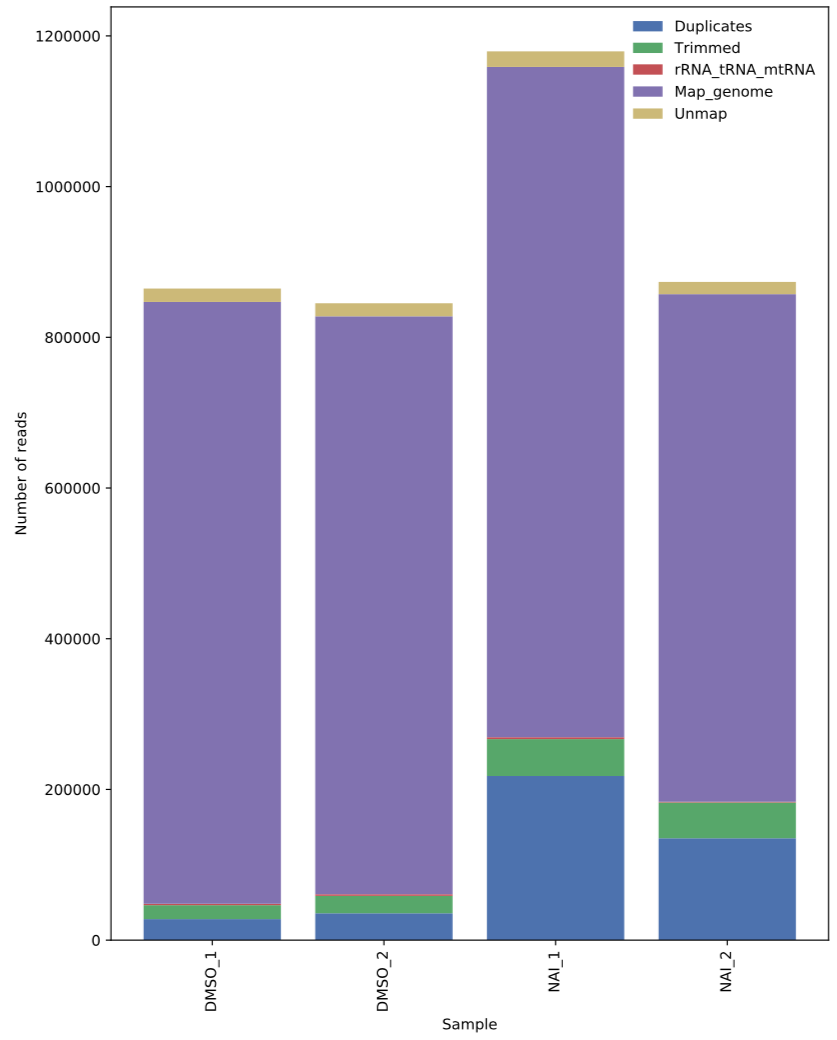 Duplicates
Trimmed
rRNA_tRNA_mtRNA
Map_genome
Unmap
1200000
1000000
800000
600000
400000
200000
0
Number of reads
DMSO_1
DMSO_2
NAI_1
NAI_2
Sample